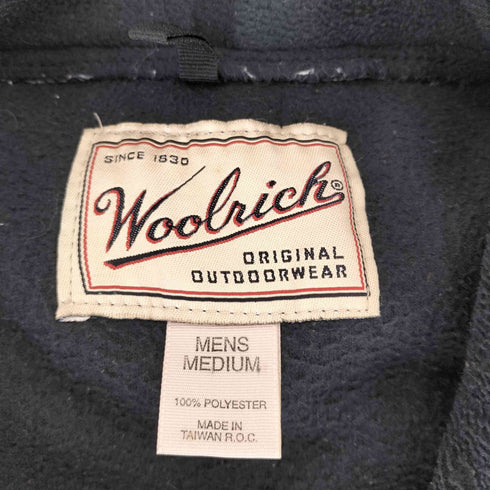 SINCE 1830
Woolrich®
ORIGINAL
OUTDOORWEAR
MENS
MEDIUM
100% POLYESTER
MADE IN
TAIWAN R.O.C.